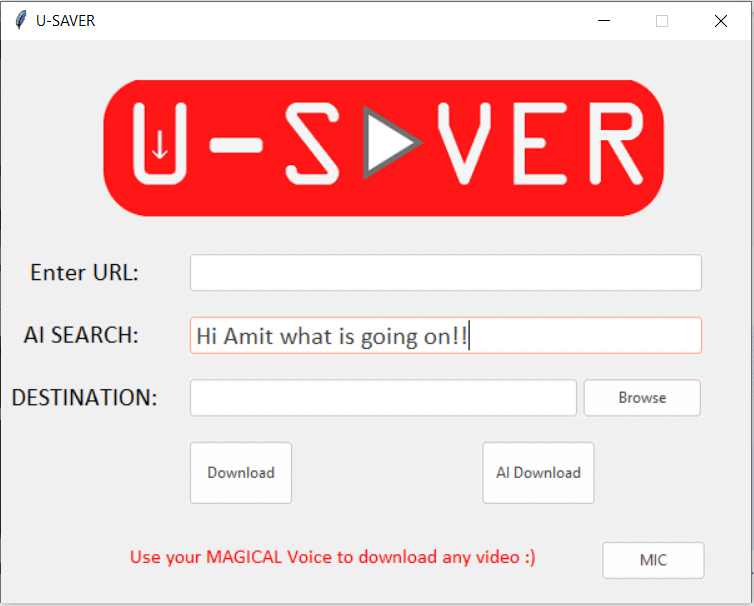 U-SAVER
U-SAVER
Enter URL:
AI SEARCH: Hi Amit what is going on!!
DESTINATION: Browse
Download AI Download
Use your MAGICAL Voice to download any video :) MIC